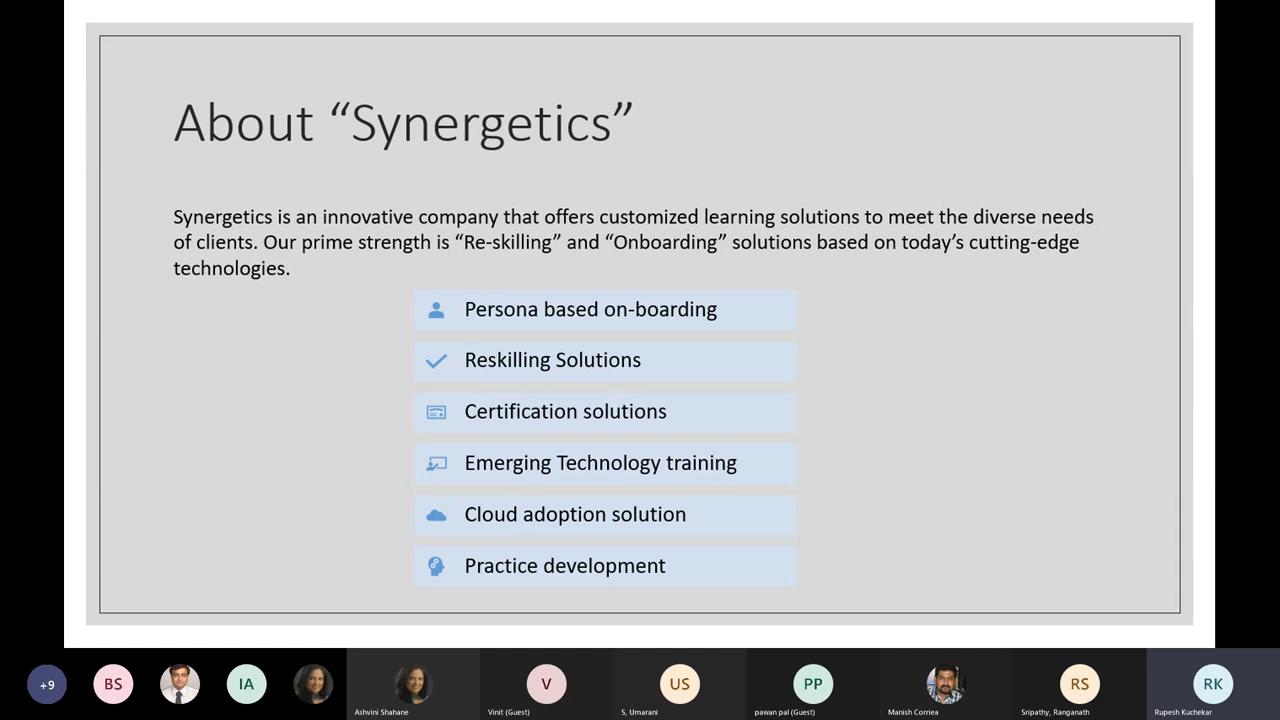 About “Synergetics”
Synergetics is an innovative company that offers customized learning solutions to meet the diverse needs
of clients. Our prime strength is “Re-skilling” and “Onboarding” solutions based on today’s cutting-edge
technologies.
Persona based on-boarding
Reskilling Solutions
Certification solutions
Emerging Technology training
Cloud adoption solution
Practice development
+9
BS
IA
V
US
PP
RS
RK
Ashvini Shahane
Vinit (Guest)
S, Umarani
pawan pal (Guest)
Manish Corriea
Sripathy, Ranganath
Rupesh Kuchekar